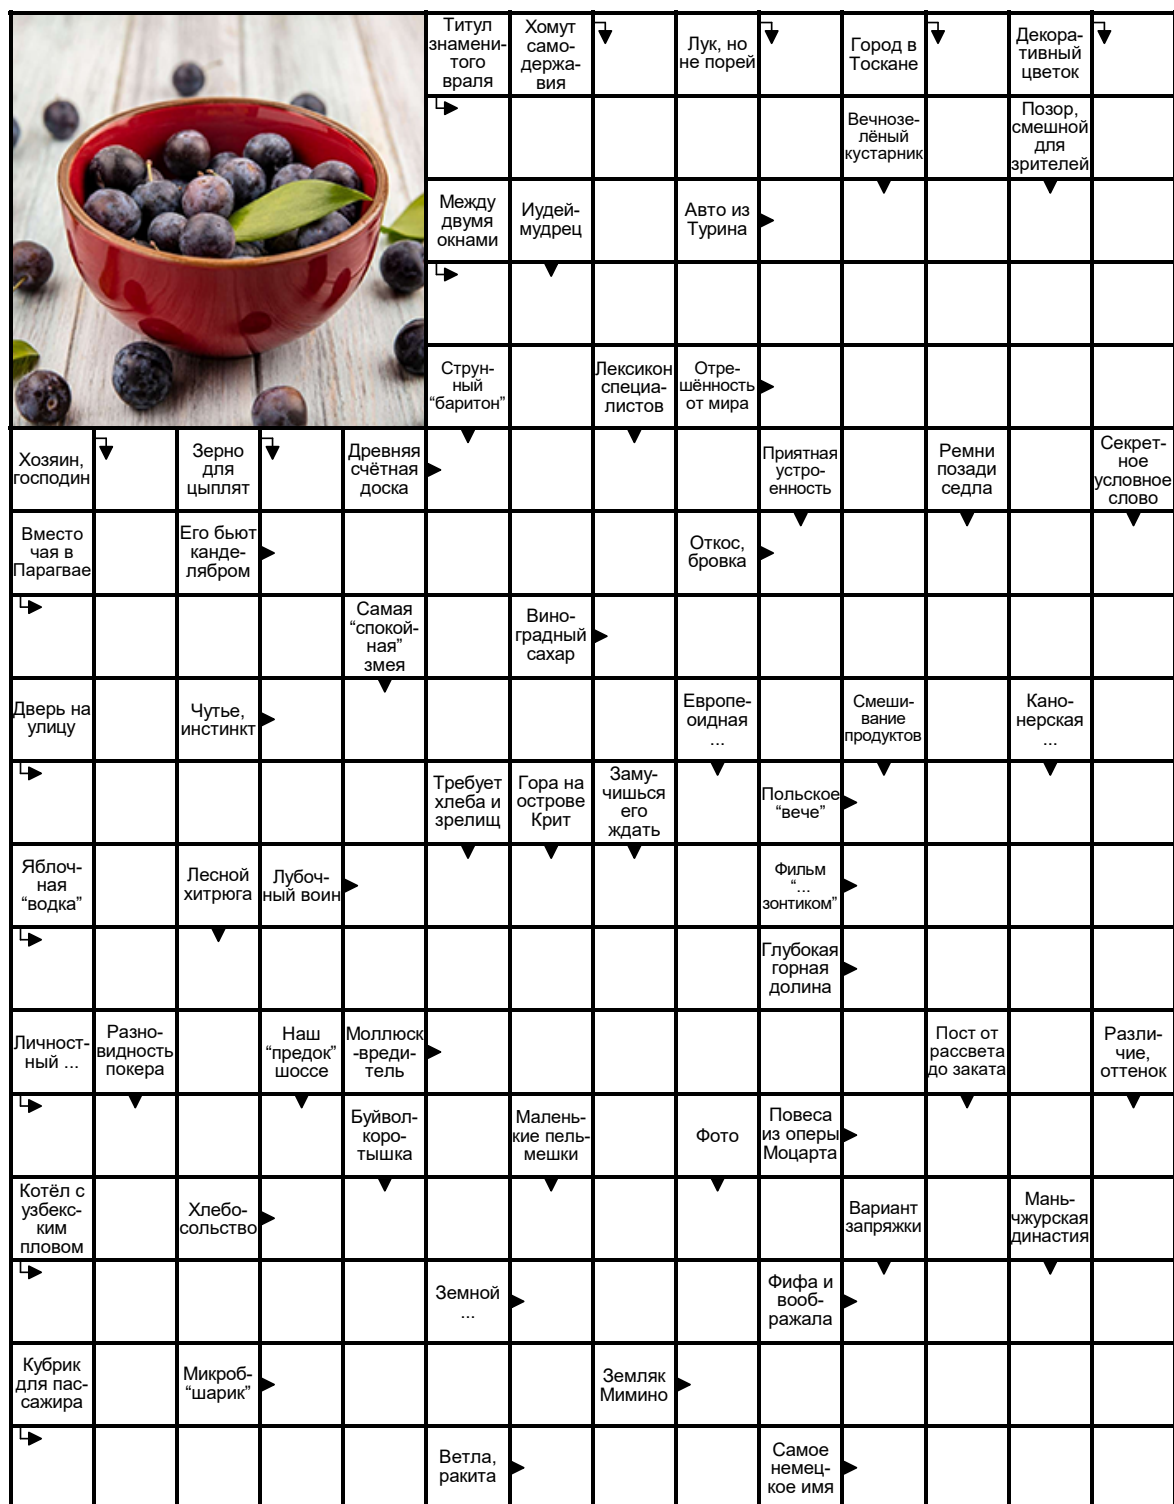 Титул
знамени-
того
враля
Хомут
само-
держа-
вия
Лук, но
не порей
Город в
Тоскане
Декора-
тивный
цветок
Вечнозе-
лёный
кустарник
Позор,
смешной
для
зрителей
Между
двумя
окнами
Иудей-
мудрец
Авто из
Турина
Струн-
ный
“баритон”
Лексикон
специа-
листов
Отре-
шённость
от мира
Хозяин,
господин
Зерно
для
цыплят
Древняя
счётная
доска
Приятная
устро-
енность
Ремни
позади
седла
Секрет-
ное
условное
слово
Вместо
чая в
Парагвае
Его бьют
канде-
лябром
Откос,
бровка
Самая
“спокой-
ная”
змея
Вино-
градный
сахар
Дверь на
улицу
Чутье,
инстинкт
Европе-
оидная
...
Смеши-
вание
продуктов
Кано-
нерская
...
Требует
хлеба и
зрелищ
Гора на
острове
Крит
Заму-
чишься
его
ждать
Польское
“вече”
Яблоч-
ная
“водка”
Лесной
хитрюга
Лубоч-
ный воин
Фильм
“...
зонтиком”
Глубокая
горная
долина
Личност-
ный ...
Разно-
видность
покера
Наш
“предок”
шоссе
Моллюск
-вреди-
тель
Пост от
рассвета
до заката
Разли-
чие,
оттенок
Буйвол-
коро-
тышка
Малень-
кие пель-
мешки
Фото
Повеса
из оперы
Моцарта
Котёл с
узбекс-
ким
пловом
Хлебо-
сольство
Вариант
запряжки
Мань-
чжурская
династия
Земной
...
Фифа и
вооб-
ражала
Кубрик
для пас-
сажира
Микроб-
“шарик”
Земляк
Мимино
Ветла,
ракита
Самое
немец-
кое имя